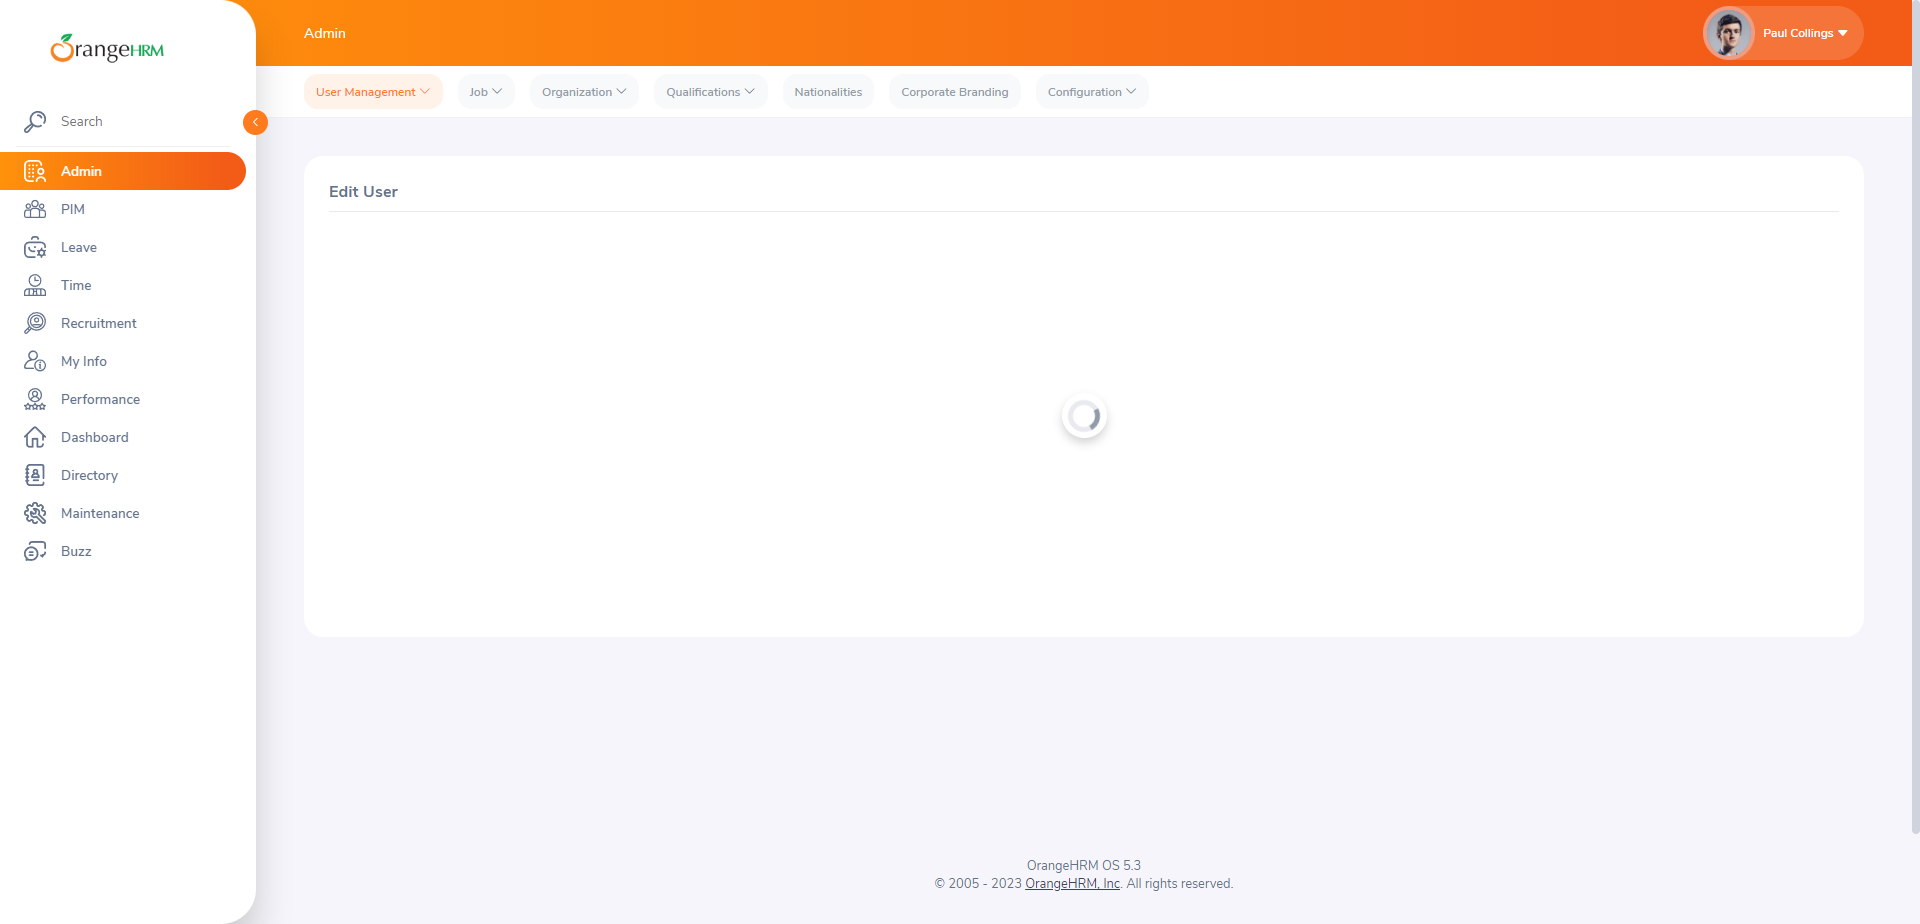 OrangeHRM
Search
Admin
PIM
Leave
Time
Recruitment
My Info
Performance
Dashboard
Directory
Maintenance
Buzz
Admin
Paul Collings
User Management
Job
Organization
Qualifications
Nationalities
Corporate Branding
Configuration
Edit User
OrangeHRM OS 5.3
© 2005 - 2023 OrangeHRM, Inc. All rights reserved.